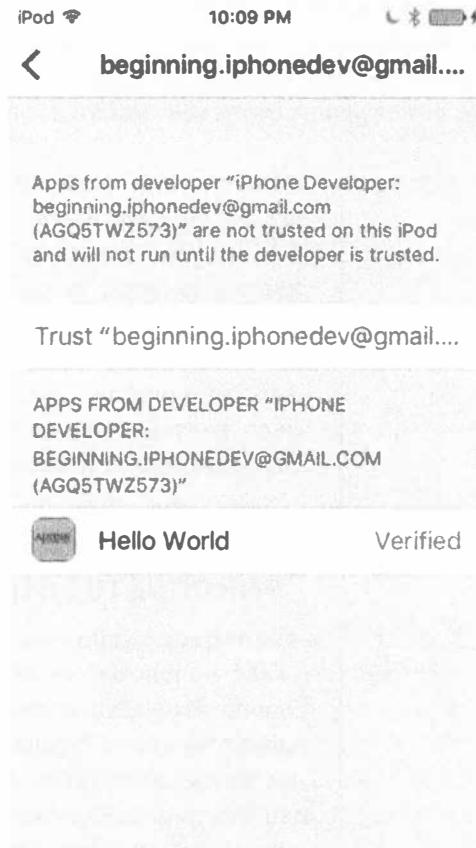 iPod 10:09 PM
beginning.iphonedev@gmail....
Apps from developer “iPhone Developer:
beginning.iphonedev@gmail.com
(AGQ5TWZ573)” are not trusted on this iPod
and will not run until the developer is trusted.
Trust “beginning.iphonedev@gmail....
APPS FROM DEVELOPER “IPHONE
DEVELOPER:
BEGINNING.IPHONEDEV@GMAIL.COM
(AGQ5TWZ573)”
Hello World Verified